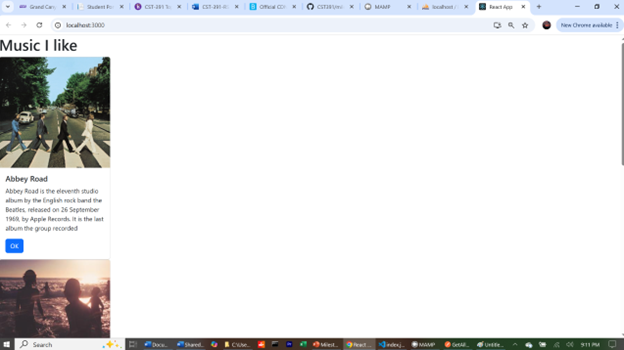 Grand Can
Student Po
CST-391 To
CST-391-R
Official CO
MAMP
localhost
React App
localhost:3000
New Chrome available
Music I like
Abbey Road
Abbey Road is the eleventh studio
album by the English rock band the
Beatles, released on 26 September
1969, by Apple Records. It is the last
album the group recorded
OK
Search
Docu...
Shared...
C:\Use...
Milest...
React ...
index.j...
MAMP
GetAll...
Untitle...
9:11 PM